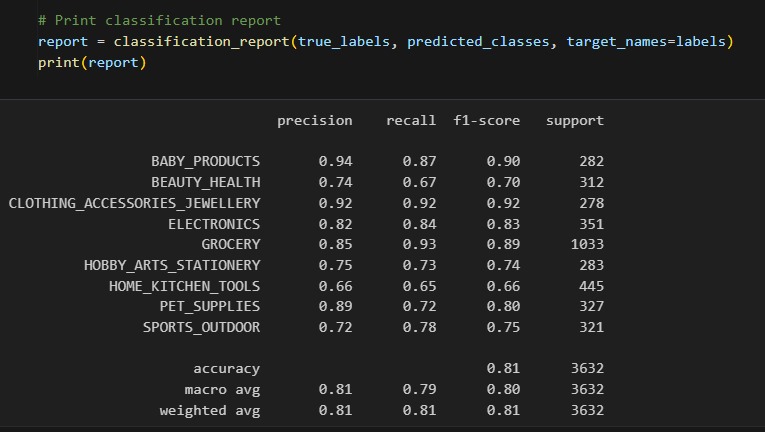 # Print classification report
report = classification_report(true_labels, predicted_classes, target_names=labels)
print(report)
precision recall f1-score support
BABY_PRODUCTS 0.94 0.87 0.90 282
BEAUTY_HEALTH 0.74 0.67 0.70 312
CLOTHING_ACCESSORIES_JEWELLERY 0.92 0.92 0.92 278
ELECTRONICS 0.82 0.84 0.83 351
GROCERY 0.85 0.93 0.89 1033
HOBBY_ARTS_STATIONERY 0.75 0.73 0.74 283
HOME_KITCHEN_TOOLS 0.66 0.65 0.66 445
PET_SUPPLIES 0.89 0.72 0.80 327
SPORTS_OUTDOOR 0.72 0.78 0.75 321
accuracy 0.81 3632
macro avg 0.81 0.79 0.80 3632
weighted avg 0.81 0.81 0.81 3632